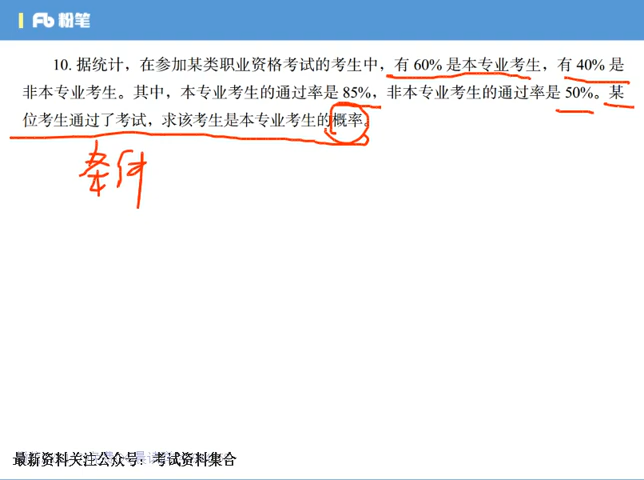 粉笔
10. 据统计，在参加某类职业资格考试的考生中，有 60% 是本专业考生，有 40% 是
非本专业考生。其中，本专业考生的通过率是 85%，非本专业考生的通过率是 50%。某
位考生通过了考试，求该考生是本专业考生的概率。
条件
最新资料关注公众号：考试资料集合